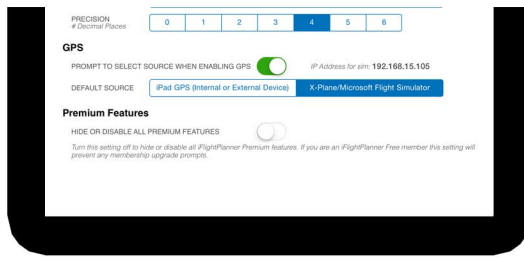 PRECISION
# Decimal Places
0 1 2 3 4 5 6
GPS
PROMPT TO SELECT SOURCE WHEN ENABLING GPS IP Address for sim: 192.168.15.105
DEFAULT SOURCE iPad GPS (Internal or External Device) X-Plane/Microsoft Flight Simulator
Premium Features
HIDE OR DISABLE ALL PREMIUM FEATURES
Turn this setting off to hide or disable all iFlightPlanner Premium features. If you are an iFlightPlanner Free member this setting will
prevent any membership upgrade prompts.